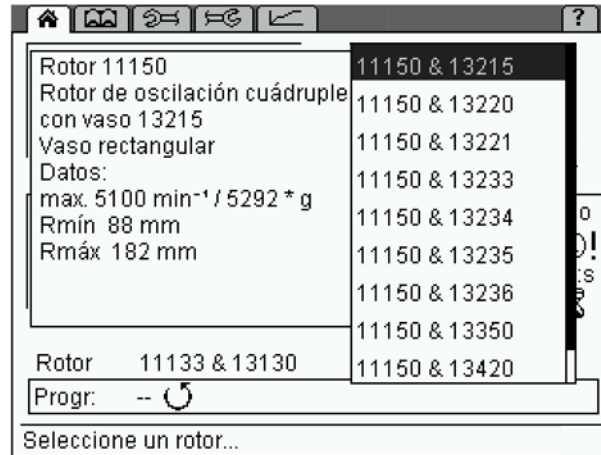 ?
Rotor 11150
Rotor de oscilación cuádruple
con vaso 13215
Vaso rectangular
Datos:
max. 5100 min⁻¹ / 5292 * g
Rmín 88 mm
Rmáx 182 mm
11150 & 13215
11150 & 13220
11150 & 13221
11150 & 13233
11150 & 13234
11150 & 13235
11150 & 13236
11150 & 13350
11150 & 13420
Rotor 11133 & 13130
Progr: --
Seleccione un rotor...